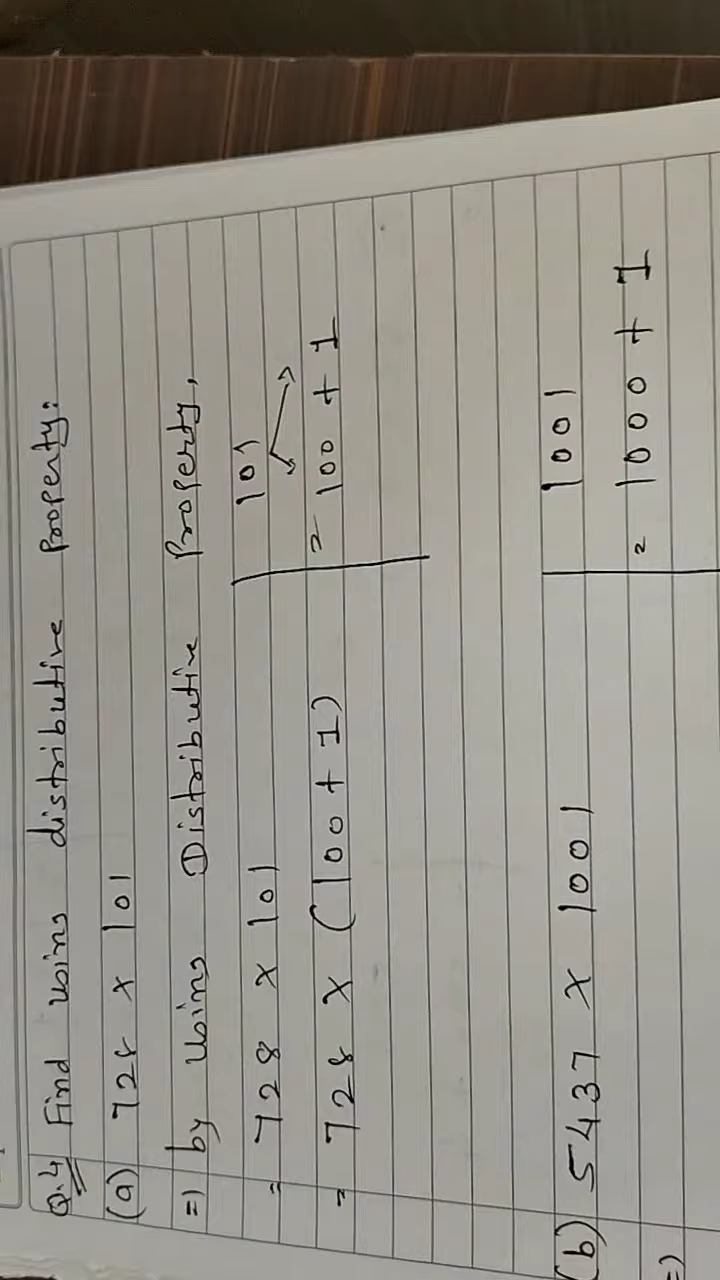 Q.4 Find using distributive property:
(a) 728 x 101
=) by using Distributive Property,
= 728 x 101
= 728 x (100 + 1)
101
= 100 + 1
(b) 5437 x 1001
=)
1001
= 1000 + 1